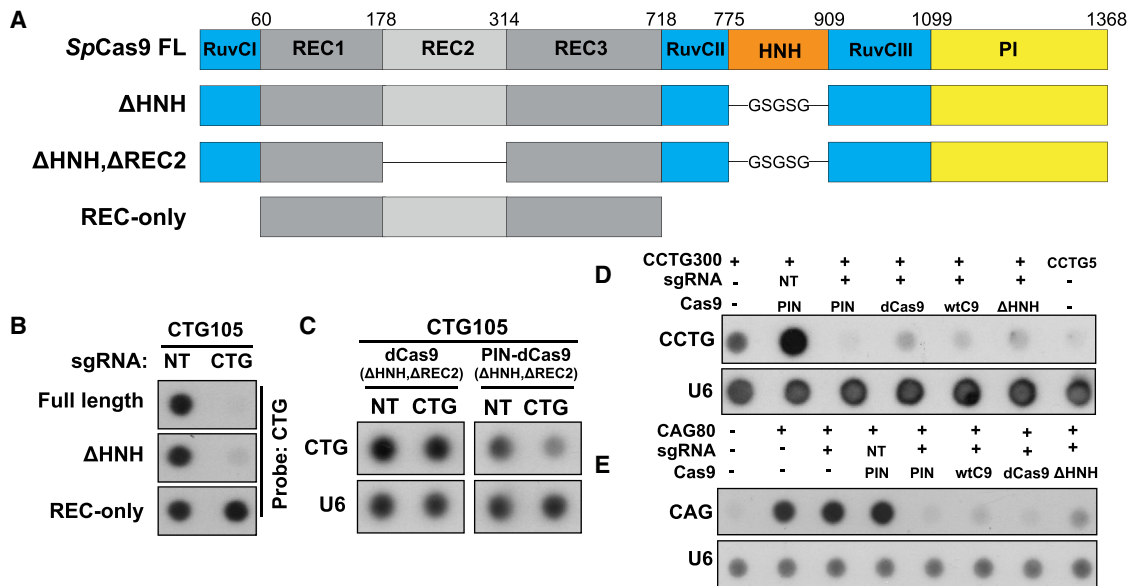 A
60 178 314 718 775 909 1099 1368
SpCas9 FL RuvCI REC1 REC2 REC3 RuvCII HNH RuvCIII PI
ΔHNH GSGSG
ΔHNH,ΔREC2 GSGSG
REC-only
B
CTG105
sgRNA: NT CTG
Full length
ΔHNH
REC-only
Probe: CTG
C
CTG105
dCas9 PIN-dCas9
(ΔHNH,ΔREC2) (ΔHNH,ΔREC2)
NT CTG NT CTG
CTG
U6
D
CCTG300 + + + + + + CCTG5
sgRNA - NT + + + + -
Cas9 - PIN PIN dCas9 wtC9 ΔHNH -
CCTG
U6
E
CAG80 - + + + + + + +
sgRNA - - + NT + + + +
Cas9 - - - PIN PIN wtC9 dCas9 ΔHNH
CAG
U6